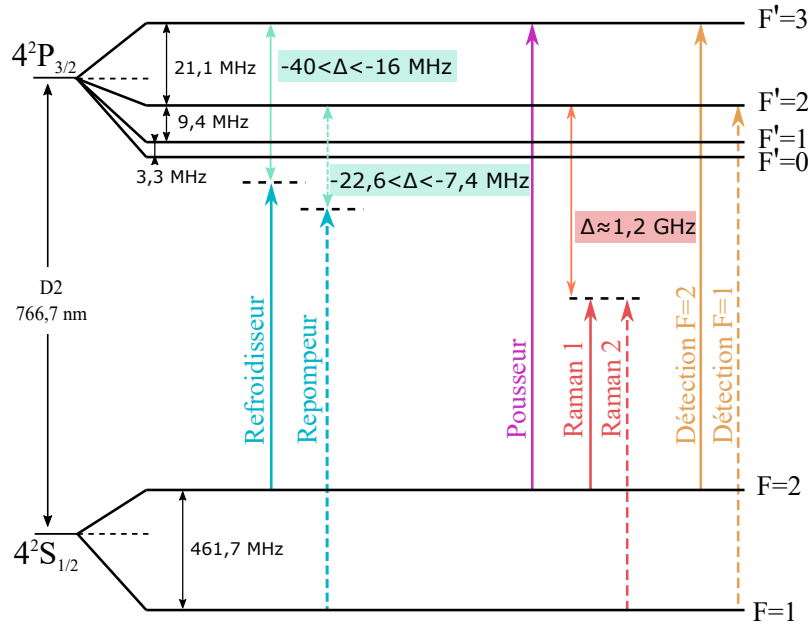 F'=3
4²P3/2
-40<Δ<-16 MHz
21,1 MHz
F'=2
9,4 MHz
F'=1
F'=0
3,3 MHz
-22,6<Δ<-7,4 MHz
Δ≈1,2 GHz
D2
766,7 nm
Refroidisseur
Repompeur
Pousseur
Raman 1
Raman 2
Détection F=2
Détection F=1
F=2
4²S1/2
461,7 MHz
F=1